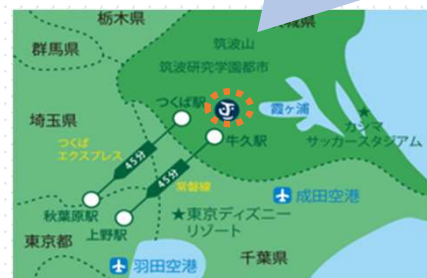 栃木県
城県
群馬県
筑波山
筑波研究学園都市
つくば駅
霞ヶ浦
埼玉県
牛久駅
カシマ
サッカースタジアム
つくば
エクスプレス
45分
45分
常磐線
成田空港
秋葉原駅
上野駅
★東京ディズニー
リゾート
東京都
羽田空港
千葉県